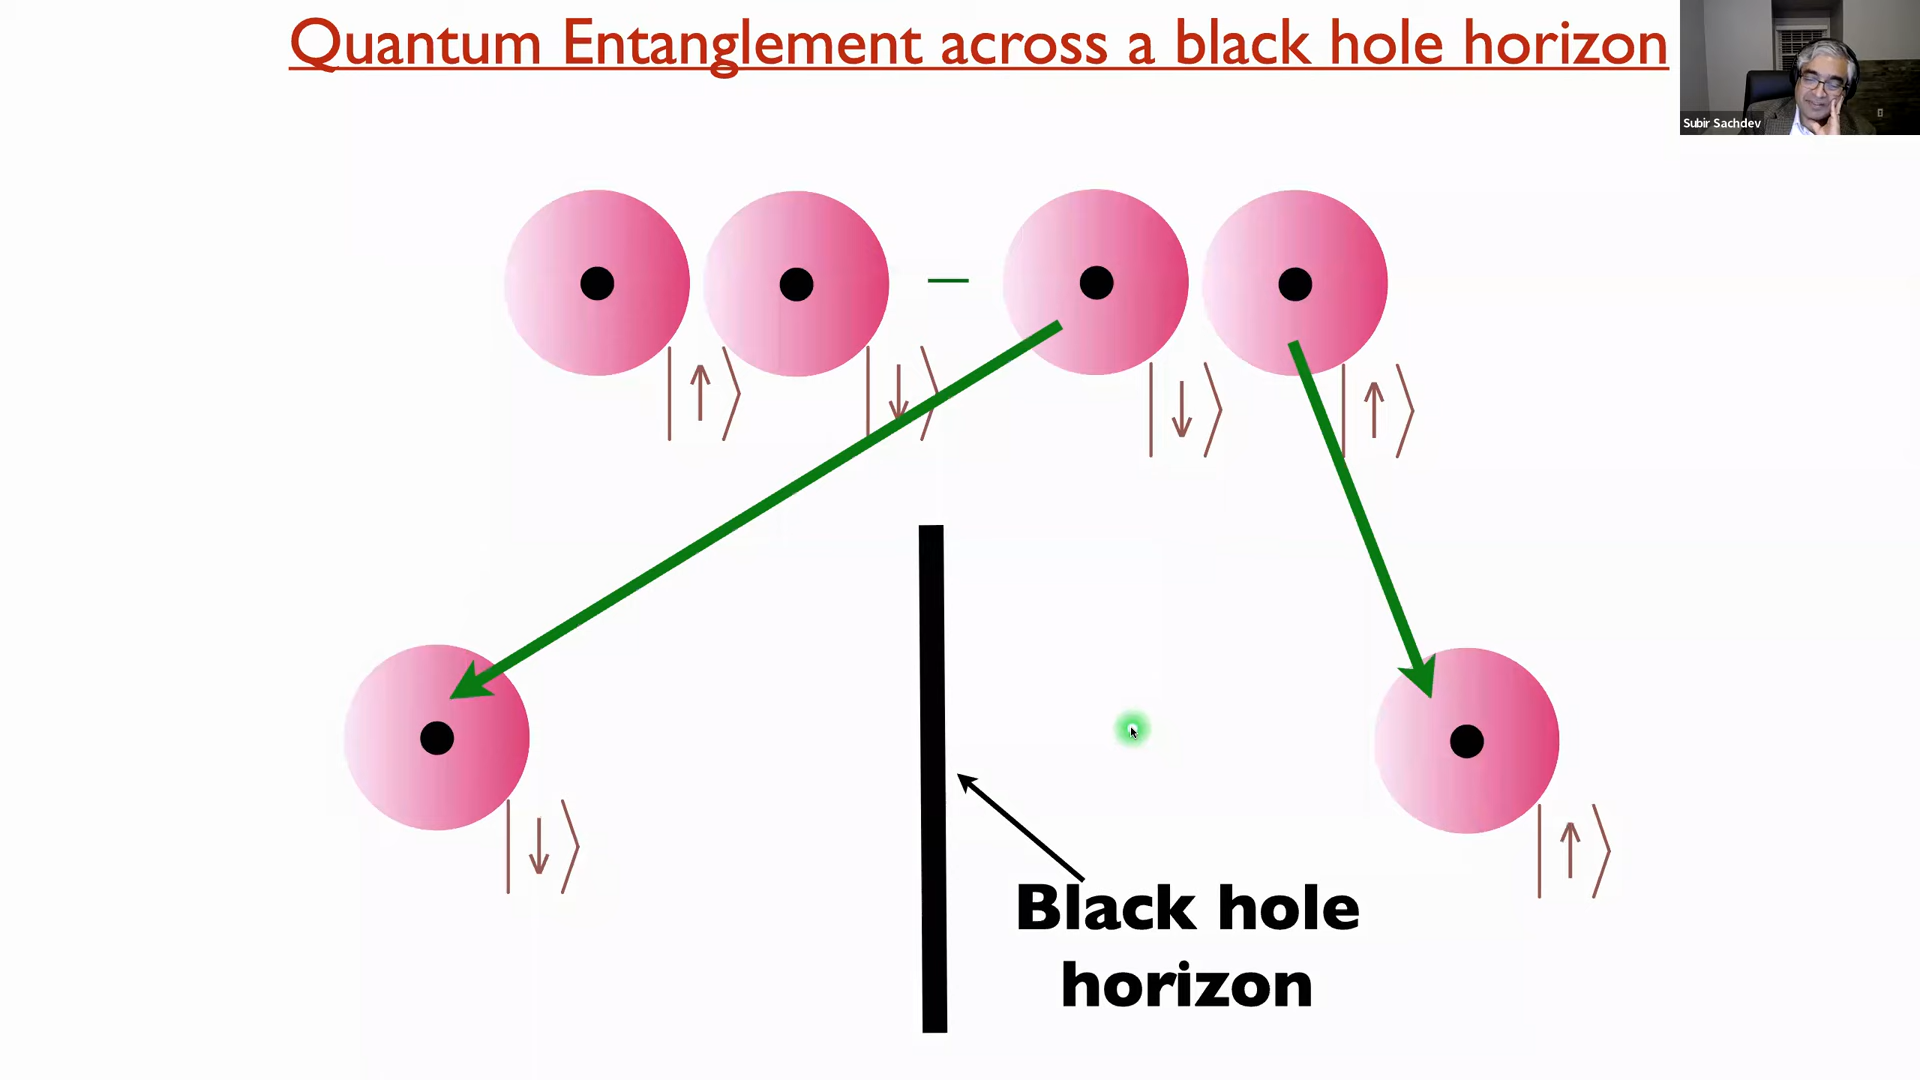 Quantum Entanglement across a black hole horizon
Subir Sachdev
—
|↑⟩ |↓⟩ |↓⟩ |↑⟩
|↓⟩ |↑⟩
Black hole
horizon